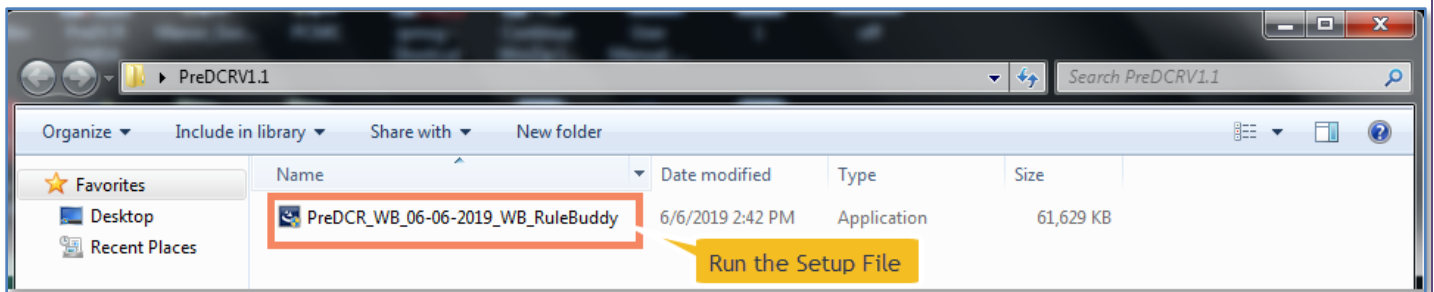 PreDCRV1.1
Search PreDCRV1.1
Organize Include in library Share with New folder
Name Date modified Type Size
Favorites
Desktop
Recent Places
PreDCR_WB_06-06-2019_WB_RuleBuddy 6/6/2019 2:42 PM Application 61,629 KB
Run the Setup File